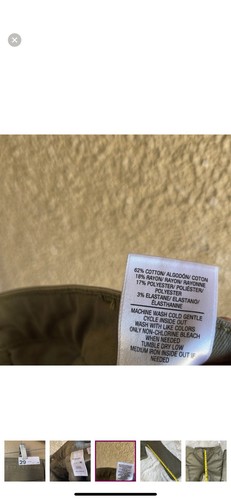 62% COTTON/ ALGODÓN/ COTON
18% RAYON/ RAYÓN/ RAYONNE
17% POLYESTER/ POLIÉSTER/
POLYESTER
3% ELASTANE/ ELASTANO/
ÉLASTHANNE
MACHINE WASH COLD GENTLE
CYCLE INSIDE OUT
WASH WITH LIKE COLORS
ONLY NON-CHLORINE BLEACH
WHEN NEEDED
TUMBLE DRY LOW
MEDIUM IRON INSIDE OUT IF
NEEDED